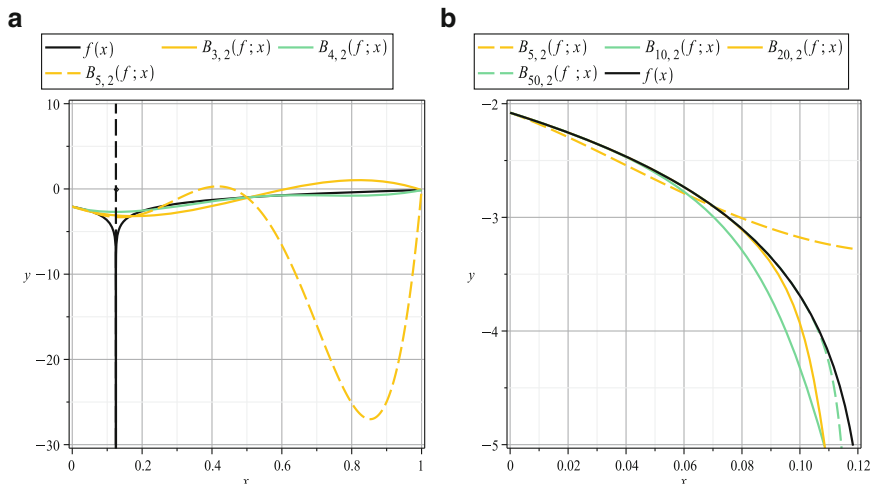 a
f(x) B3,2(f ; x) B4,2(f ; x)
B5,2(f ; x)
10
0
y −10
−20
−30
0 0.2 0.4 0.6 0.8 1
x
b
B5,2(f ; x) B10,2(f ; x) B20,2(f ; x)
B50,2(f ; x) f(x)
−2
−3
y
−4
−5
0 0.02 0.04 0.06 0.08 0.10 0.12
x